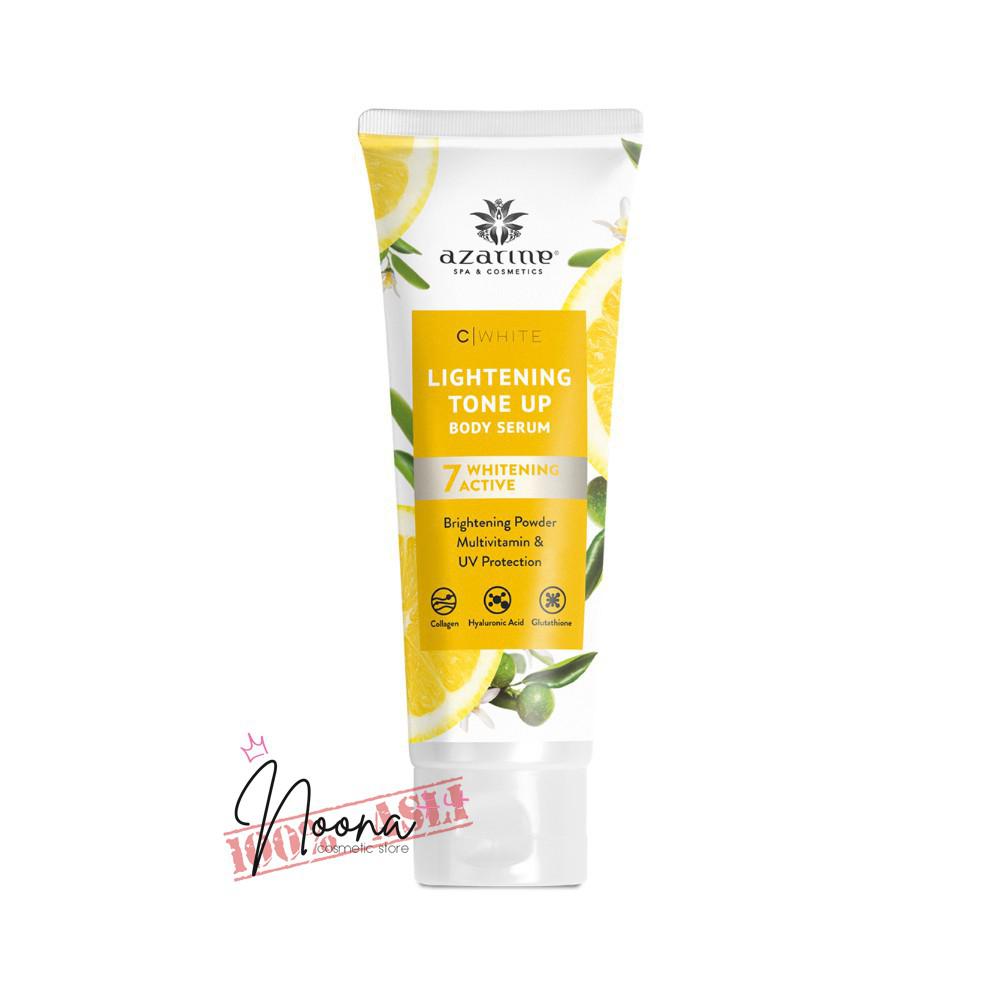 azarine®
SPA & COSMETICS
C|WHITE
LIGHTENING
TONE UP
BODY SERUM
7 WHITENING
ACTIVE
Brightening Powder
Multivitamin &
UV Protection
Collagen Hyaluronic Acid Glutathione
Noona
cosmetic store
100% ASLI